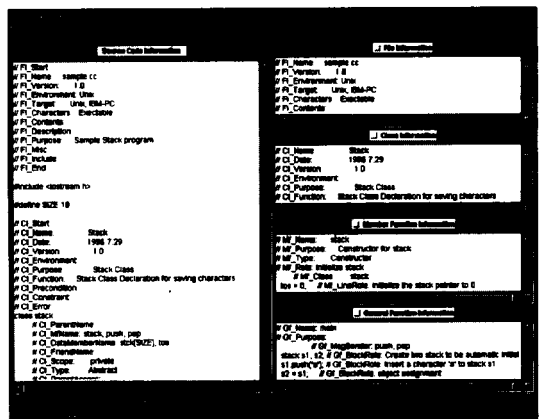 Source Code Information
// FI_Start
// FI_Name sample cc
// FI_Version: 1.0
// FI_Environment: Unix
// FI_Target Unix, IBM-PC
// FI_Characters Exectable
// FI_Contents
// FI_Description
// FI_Purpose Sample Stack program
// FI_Misc
// FI_Include
// FI_End
#include <iostream h>
#define SIZE 10
// Cl_Start
// Cl_Name: Stack
// Cl_Date: 1996 7.29
// Cl_Version 1 0
// Cl_Environment
// Cl_Purpose Stack Class
// Cl_Function: Stack Class Declaration for saving characters
// Cl_Precondition
// Cl_Constraint
// Cl_Error
class stack
// Cl_ParentName
// Cl_MfName: stack, push, pop
// Cl_DataMemberName stck[SIZE], tos
// Cl_FriendName
// Cl_Scope: private
// Cl_Type: Abstract
File Information
// FI_Name: sample cc
// FI_Version: 1.0
// FI_Environment: Unix
// FI_Target Unix, IBM-PC
// FI_Characters Exectable
// FI_Contents
Class Information
// Cl_Name: Stack
// Cl_Date: 1996 7.29
// Cl_Version 1 0
// Cl_Environment:
// Cl_Purpose: Stack Class
// Cl_Function: Stack Class Declaration for saving characters
Member Function Information
// Mf_Name: stack
// Mf_Purpose: Constructor for stack
// Mf_Type: Constructor
// Mf_Role: Initialize stack
// Mf_Class stack
tos = 0, // Mf_LineRole: initialize the stack pointer to 0
General Function Information
// Gf_Name: main
// Gf_Purpose:
// Gf_MsgSender: push, pop
stack s1, s2, // Gf_BlockRole: Create two stack to be automatic initial
s1 push('a'), // Gf_BlockRole: Insert a character 'a' to stack s1
s2 = s1, // Gf_BlockRole: object assignment